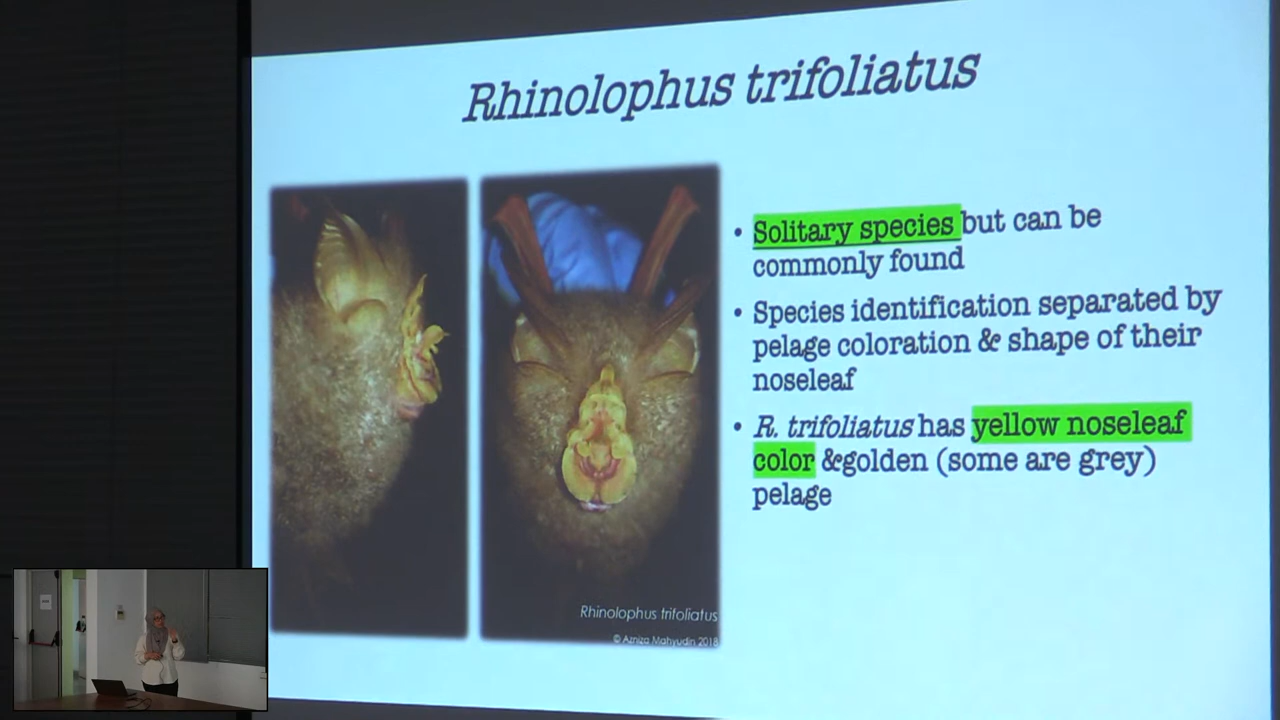 Rhinolophus trifoliatus
• Solitary species but can be
commonly found
• Species identification separated by
pelage coloration & shape of their
noseleaf
• R. trifoliatus has yellow noseleaf
color &golden (some are grey)
pelage
Rhinolophus trifoliatus
© Azniza Mahyudin 2018